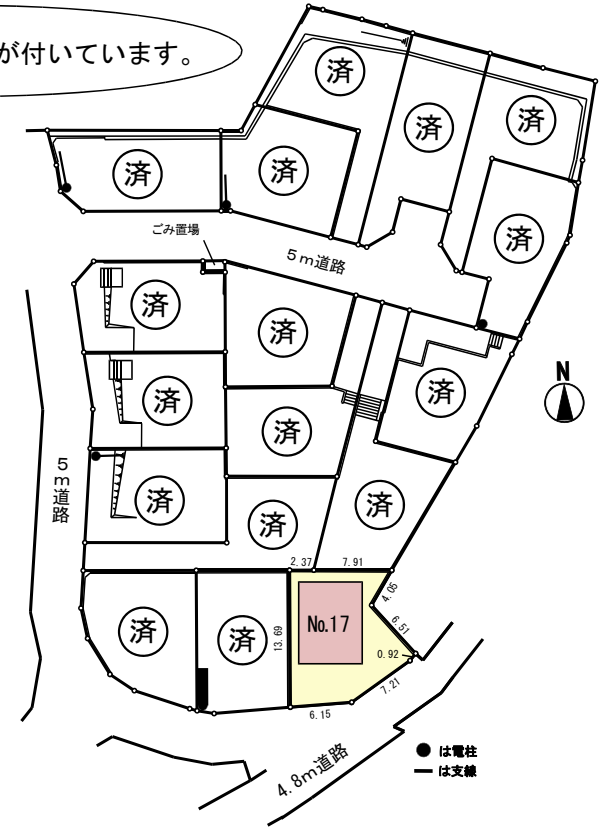 が付いています。
済
済
済
済
済
済
ごみ置場
5m道路
済
済
N
済
済
済
5m道路
済
済
済
2.37
7.91
4.05
済
済
13.69
No.17
6.51
0.92
7.21
6.15
4.8m道路
●は電柱
ーは支線